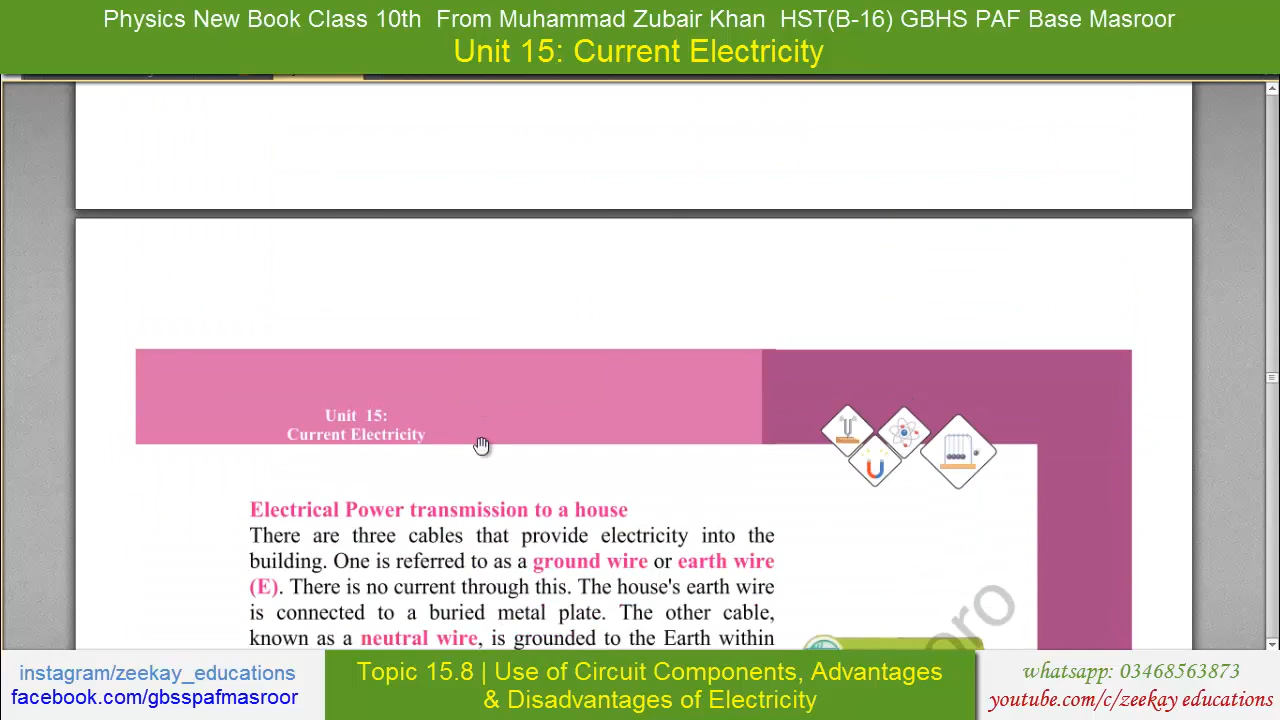 Physics New Book Class 10th From Muhammad Zubair Khan HST(B-16) GBHS PAF Base Masroor
Unit 15: Current Electricity
Unit 15:
Current Electricity
Electrical Power transmission to a house
There are three cables that provide electricity into the
building. One is referred to as a ground wire or earth wire
(E). There is no current through this. The house's earth wire
is connected to a buried metal plate. The other cable,
known as a neutral wire, is grounded to the Earth within
instagram/zeekay_educations
facebook.com/gbsspafmasroor
Topic 15.8 | Use of Circuit Components, Advantages
& Disadvantages of Electricity
whatsapp: 03468563873
youtube.com/c/zeekay educations